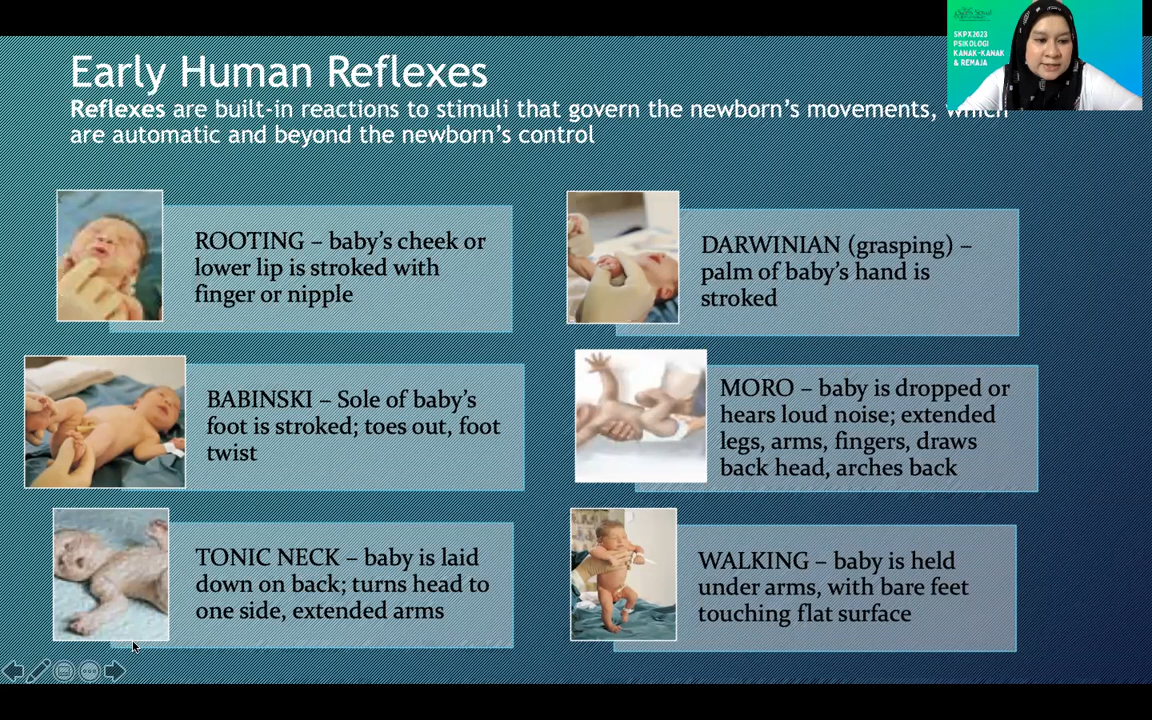 Early Human Reflexes
Reflexes are built-in reactions to stimuli that govern the newborn's movements, which
are automatic and beyond the newborn's control
SKPX2023
PSIKOLOGI
KANAK-KANAK
& REMAJA
ROOTING – baby's cheek or
lower lip is stroked with
finger or nipple
DARWINIAN (grasping) –
palm of baby's hand is
stroked
BABINSKI – Sole of baby's
foot is stroked; toes out, foot
twist
MORO – baby is dropped or
hears loud noise; extended
legs, arms, fingers, draws
back head, arches back
TONIC NECK – baby is laid
down on back; turns head to
one side, extended arms
WALKING – baby is held
under arms, with bare feet
touching flat surface